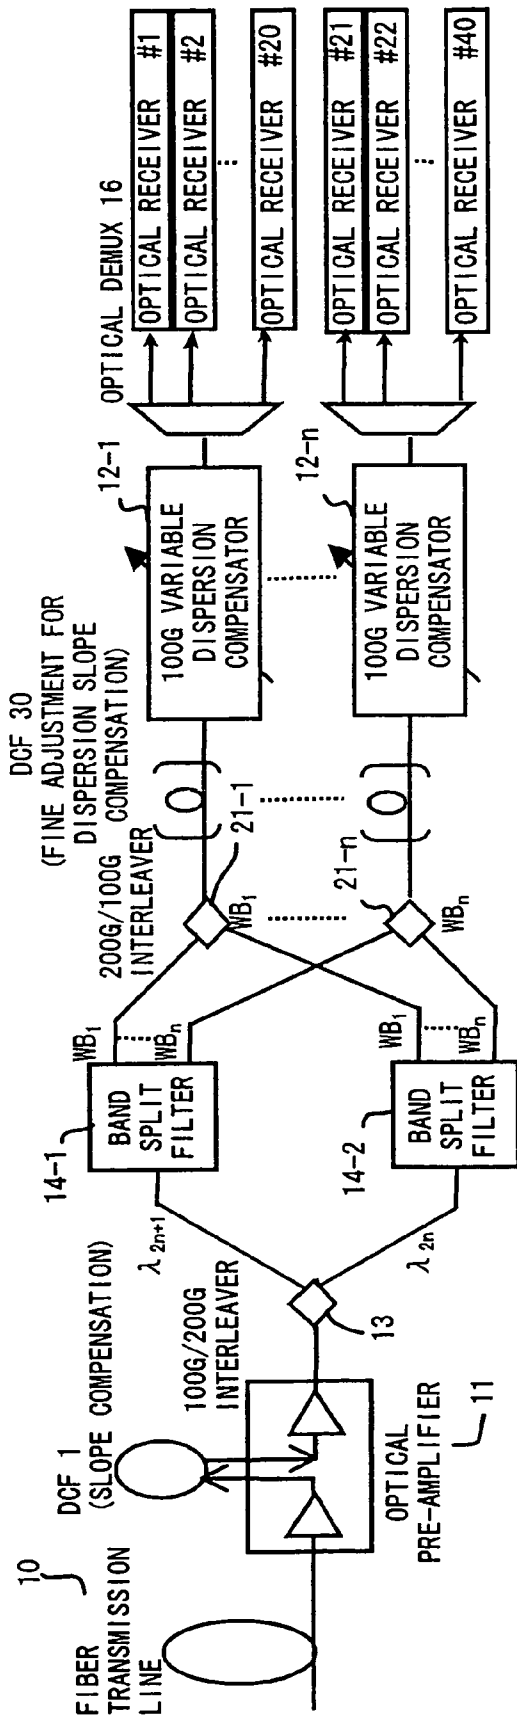 10
FIBER
TRANSMISSION
LINE
DCF 1
(SLOPE COMPENSATION)
OPTICAL
PRE-AMPLIFIER
11
100G/200G
INTERLEAVER
13
λ2n+1
λ2n
14-1
BAND
SPLIT
FILTER
14-2
BAND
SPLIT
FILTER
WB1
WBn
WB1
WBn
200G/100G
INTERLEAVER
WB1
21-1
21-n
WBn
DCF 30
(FINE ADJUSTMENT FOR
DISPERSION SLOPE
COMPENSATION)
12-1
100G VARIABLE
DISPERSION
COMPENSATOR
12-n
100G VARIABLE
DISPERSION
COMPENSATOR
OPTICAL DEMUX 16
OPTICAL RECEIVER #1
OPTICAL RECEIVER #2
OPTICAL RECEIVER #20
OPTICAL RECEIVER #21
OPTICAL RECEIVER #22
OPTICAL RECEIVER #40